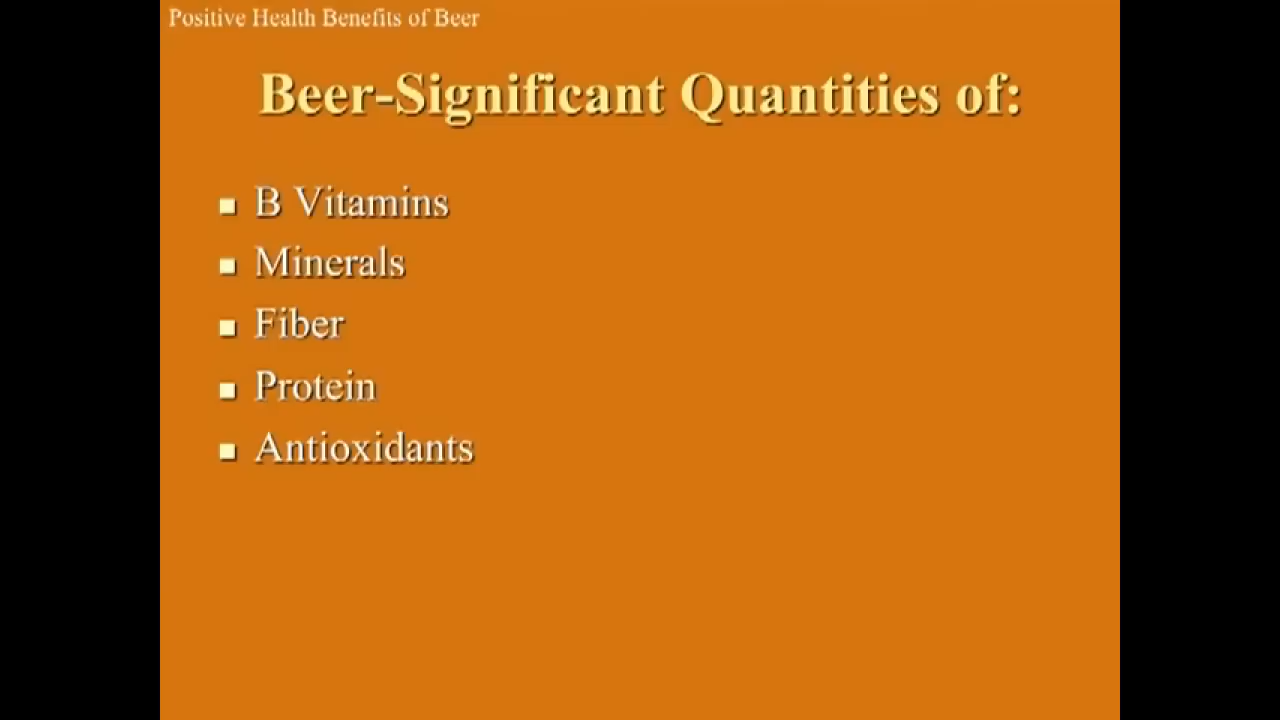 Positive Health Benefits of Beer
Beer-Significant Quantities of:
B Vitamins
Minerals
Fiber
Protein
Antioxidants